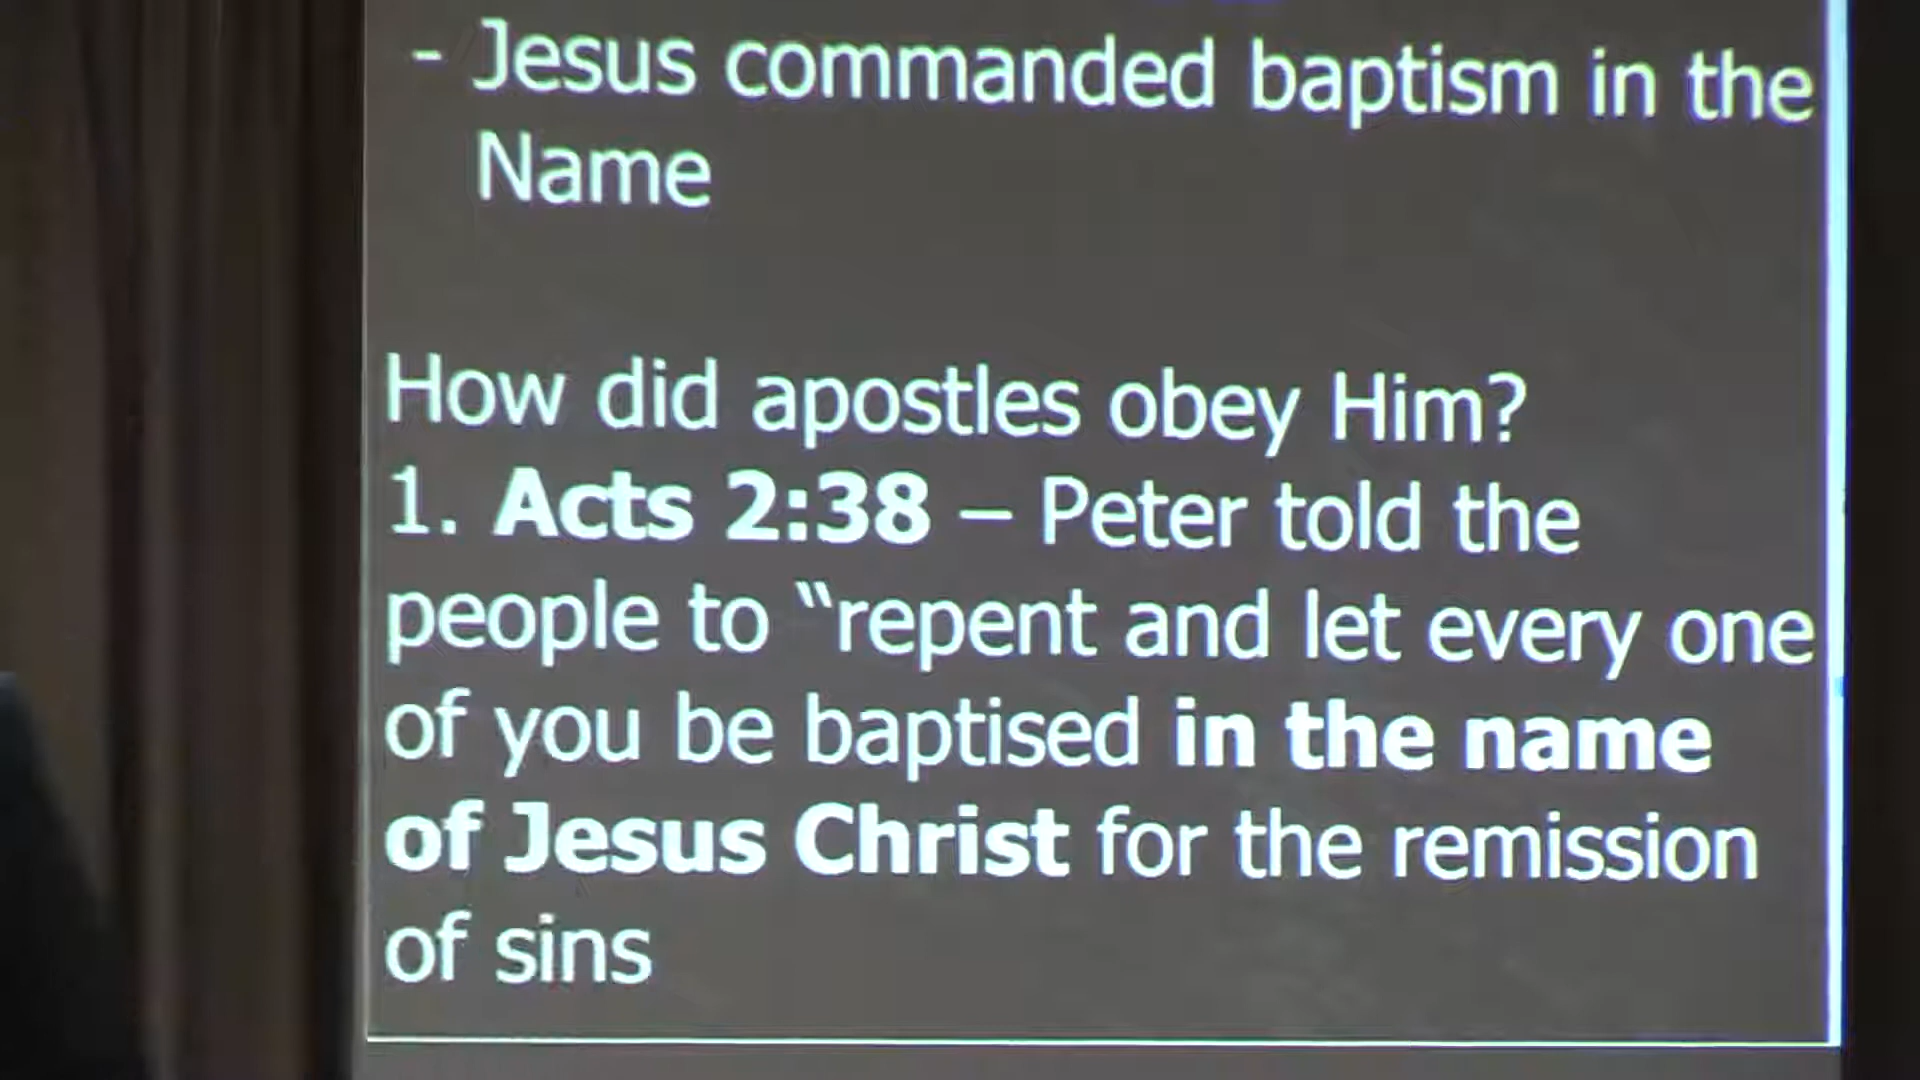 - Jesus commanded baptism in the
Name
How did apostles obey Him?
1. Acts 2:38 – Peter told the
people to “repent and let every one
of you be baptised in the name
of Jesus Christ for the remission
of sins